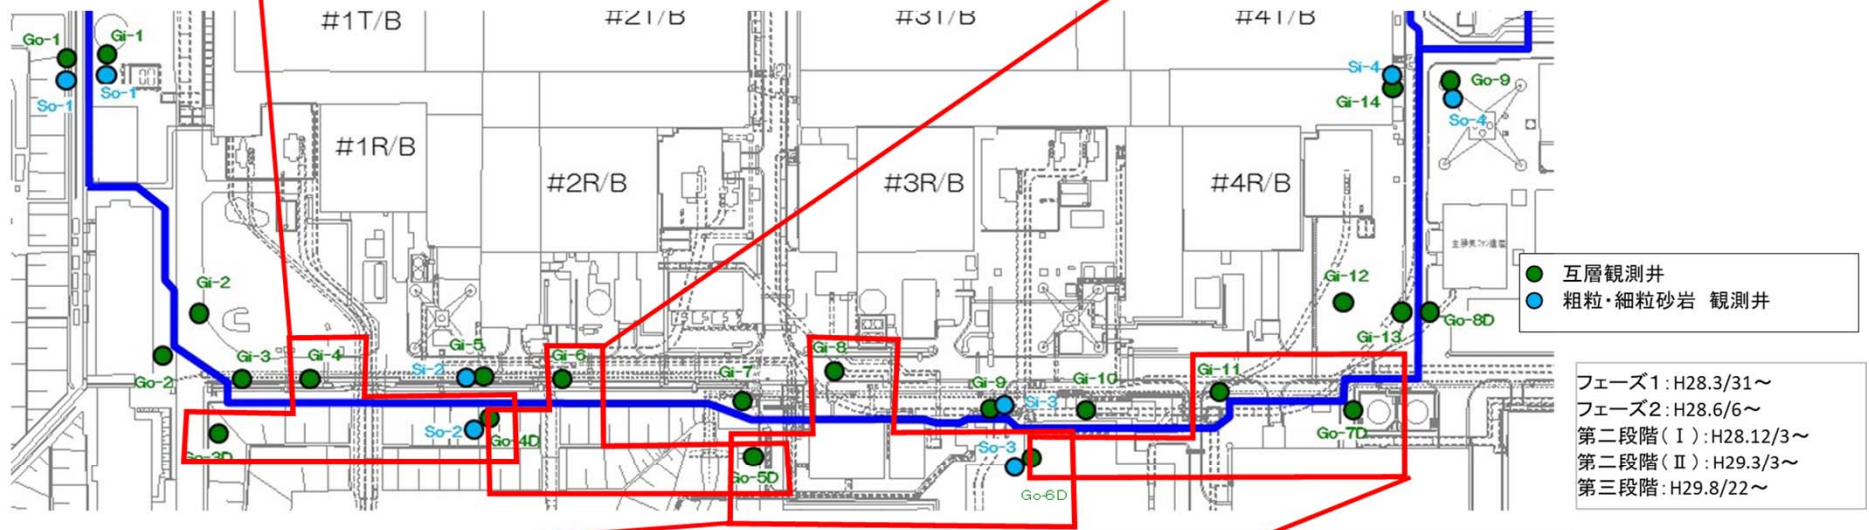 #1T/B
#2T/B
#3T/B
#4T/B
Go-1
Gi-1
So-1
So-1
Si-4
Gi-14
Go-9
So-4
#1R/B
#2R/B
#3R/B
#4R/B
Gi-2
Gi-12
Go-8D
Gi-13
Go-2
Gi-3
Gi-4
Gi-5
Si-2
Gi-6
Gi-7
Gi-8
Gi-9
Si-3
Gi-10
Gi-11
Go-3D
So-2
Go-4D
Go-5D
So-3
Go-6D
Go-7D
互層観測井
粗粒・細粒砂岩 観測井
フェーズ1:H28.3/31~
フェーズ2:H28.6/6~
第二段階(Ⅰ):H28.12/3~
第二段階(Ⅱ):H29.3/3~
第三段階:H29.8/22~